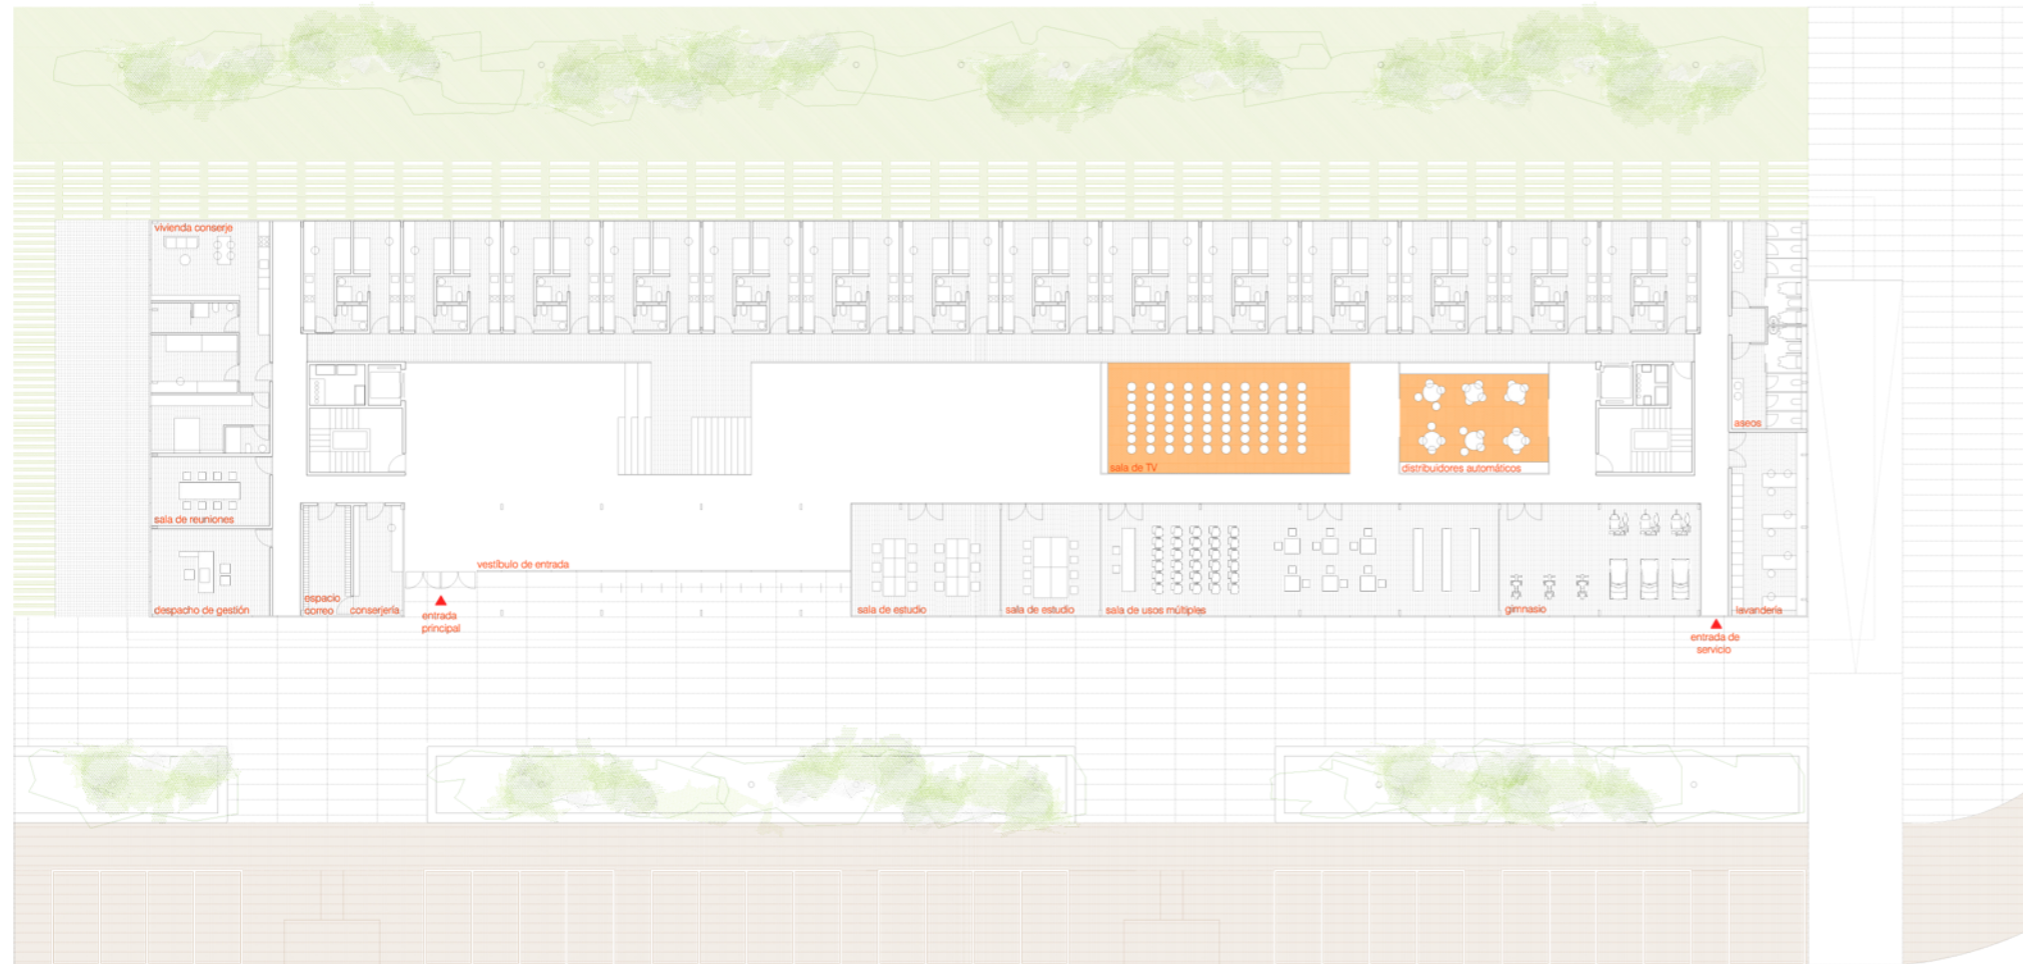 vivienda conserje
aseos
sala de TV
distribuidores automáticos
sala de reuniones
vestíbulo de entrada
despacho de gestión
espacio
correo
conserjería
entrada
principal
sala de estudio
sala de estudio
sala de usos múltiples
gimnasio
lavandería
entrada de
servicio